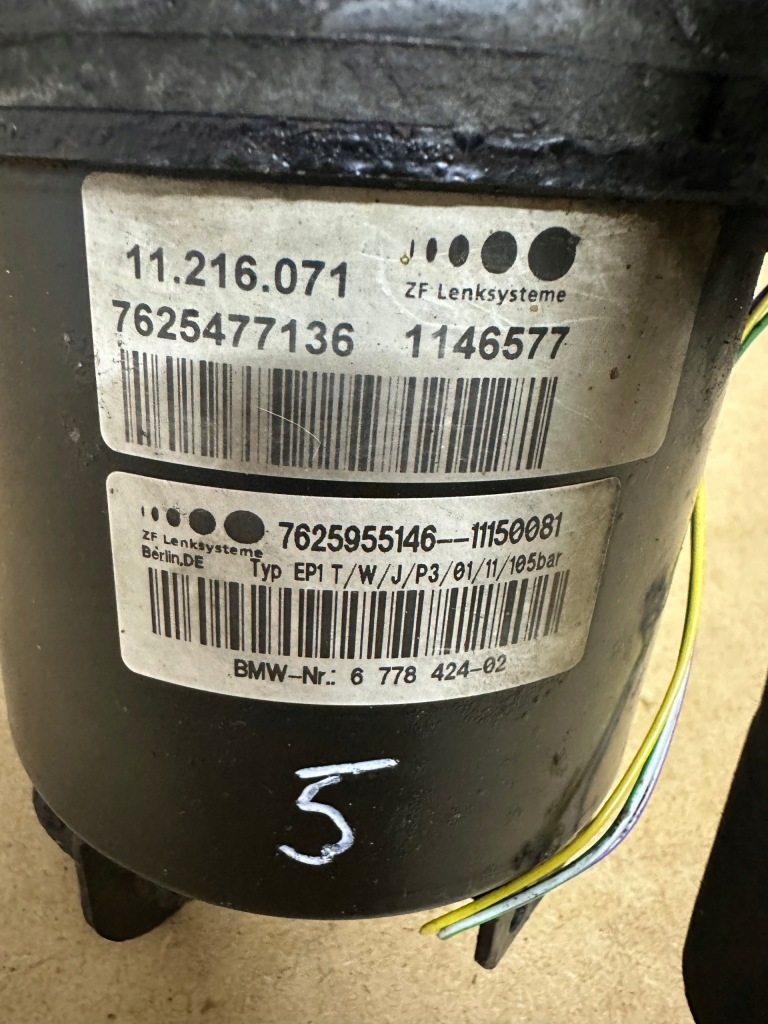 11.216.071
ZF Lenksysteme
7625477136 1146577
ZF Lenksysteme
Berlin,DE
7625955146--11150081
Typ EP1 T/W/J/P3/01/11/105bar
BMW-Nr.: 6 778 424-02
5